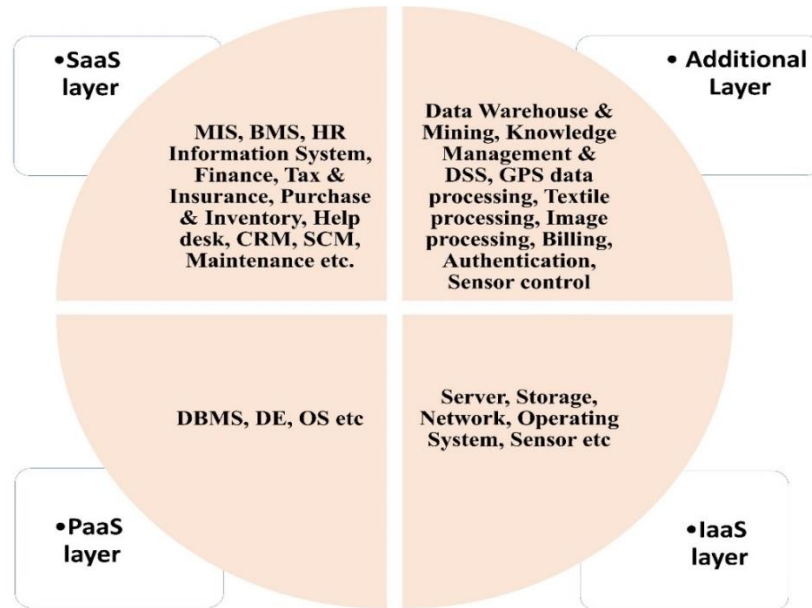 •SaaS
layer
MIS, BMS, HR
Information System,
Finance, Tax &
Insurance, Purchase
& Inventory, Help
desk, CRM, SCM,
Maintenance etc.
• Additional
Layer
Data Warehouse &
Mining, Knowledge
Management &
DSS, GPS data
processing, Textile
processing, Image
processing, Billing,
Authentication,
Sensor control
•PaaS
layer
DBMS, DE, OS etc
Server, Storage,
Network, Operating
System, Sensor etc
•IaaS
layer